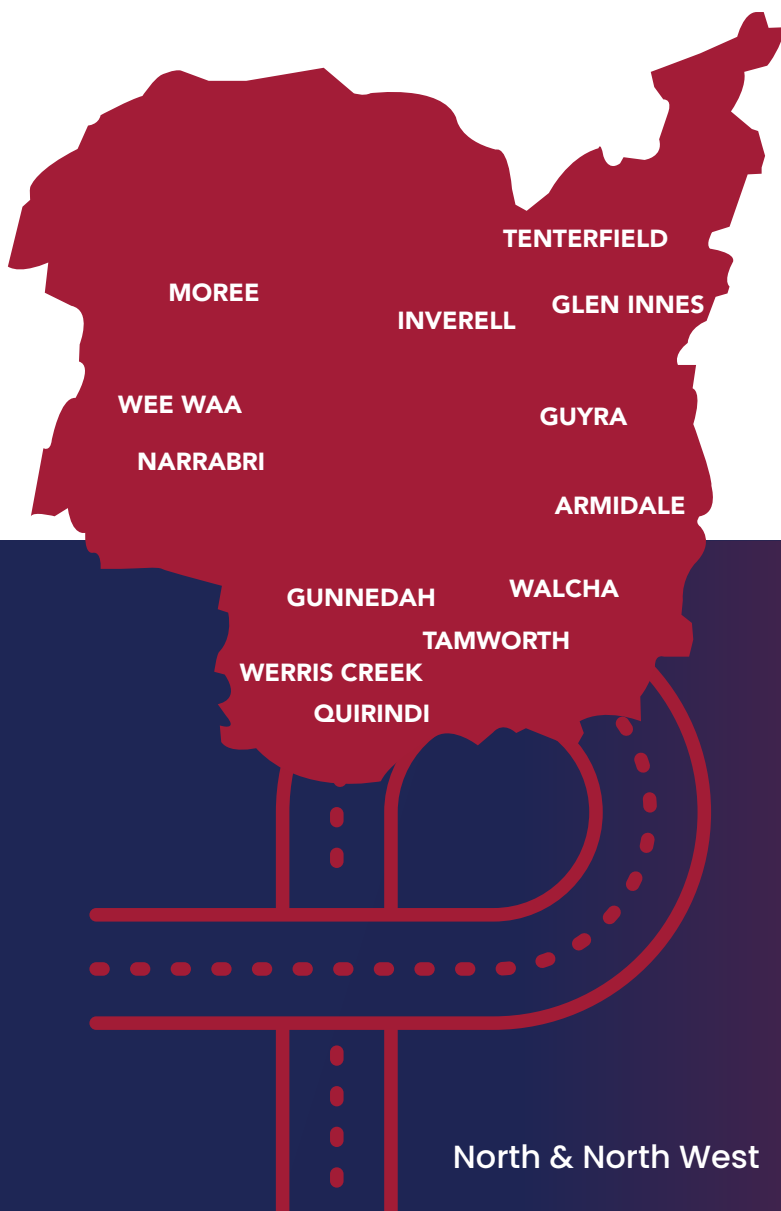 TENTERFIELD
MOREE
GLEN INNES
INVERELL
WEE WAA
GUYRA
NARRABRI
ARMIDALE
WALCHA
GUNNEDAH
TAMWORTH
WERRIS CREEK
QUIRINDI
North & North West